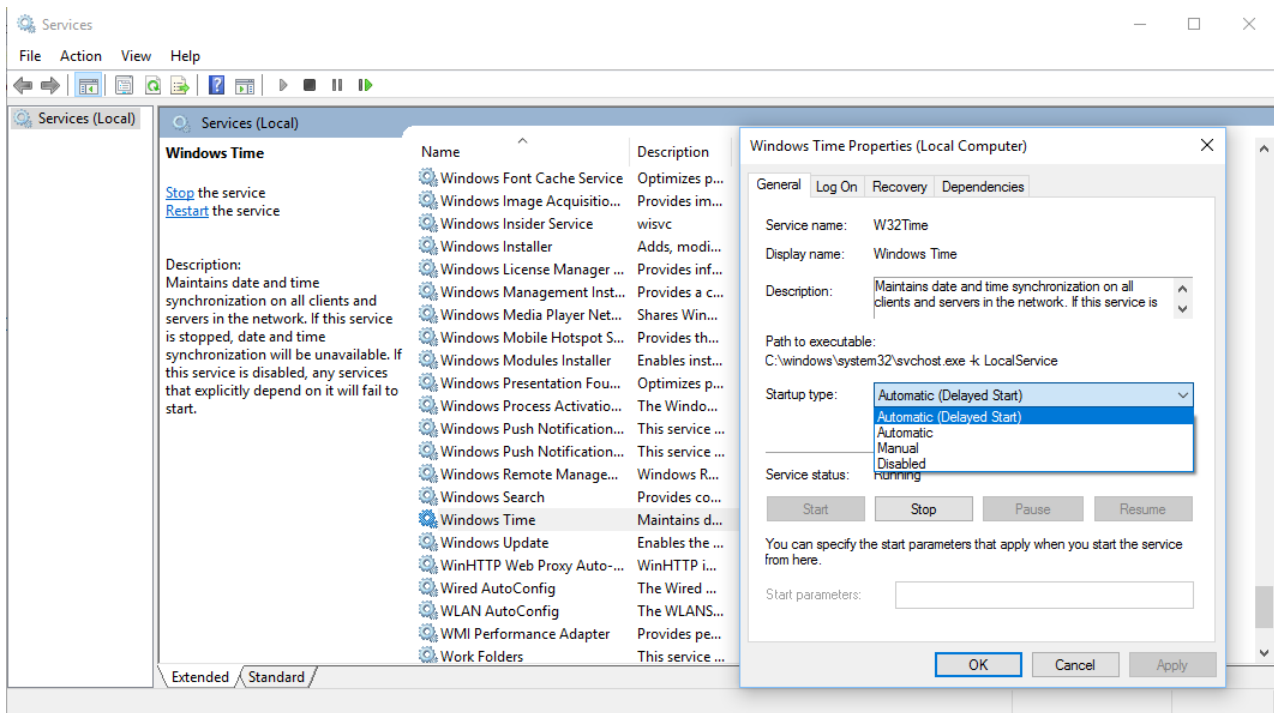 Services
File Action View Help
Services (Local)
Services (Local)
Windows Time
Stop the service
Restart the service
Description:
Maintains date and time
synchronization on all clients and
servers in the network. If this service
is stopped, date and time
synchronization will be unavailable. If
this service is disabled, any services
that explicitly depend on it will fail to
start.
Name Description
Windows Font Cache Service Optimizes p...
Windows Image Acquisitio... Provides im...
Windows Insider Service wisvc
Windows Installer Adds, modi...
Windows License Manager ... Provides inf...
Windows Management Inst... Provides a c...
Windows Media Player Net... Shares Win...
Windows Mobile Hotspot S... Provides th...
Windows Modules Installer Enables inst...
Windows Presentation Fou... Optimizes p...
Windows Process Activatio... The Windo...
Windows Push Notification... This service ...
Windows Push Notification... This service ...
Windows Remote Manage... Windows R...
Windows Search Provides co...
Windows Time Maintains d...
Windows Update Enables the ...
WinHTTP Web Proxy Auto-... WinHTTP i...
Wired AutoConfig The Wired ...
WLAN AutoConfig The WLANS...
WMI Performance Adapter Provides pe...
Work Folders This service ...
Extended Standard
Windows Time Properties (Local Computer)
General Log On Recovery Dependencies
Service name: W32Time
Display name: Windows Time
Description: Maintains date and time synchronization on all
clients and servers in the network. If this service is
Path to executable:
C:\windows\system32\svchost.exe -k LocalService
Startup type: Automatic (Delayed Start)
Automatic (Delayed Start)
Automatic
Manual
Disabled
Service status: Running
Start Stop Pause Resume
You can specify the start parameters that apply when you start the service
from here.
Start parameters:
OK Cancel Apply